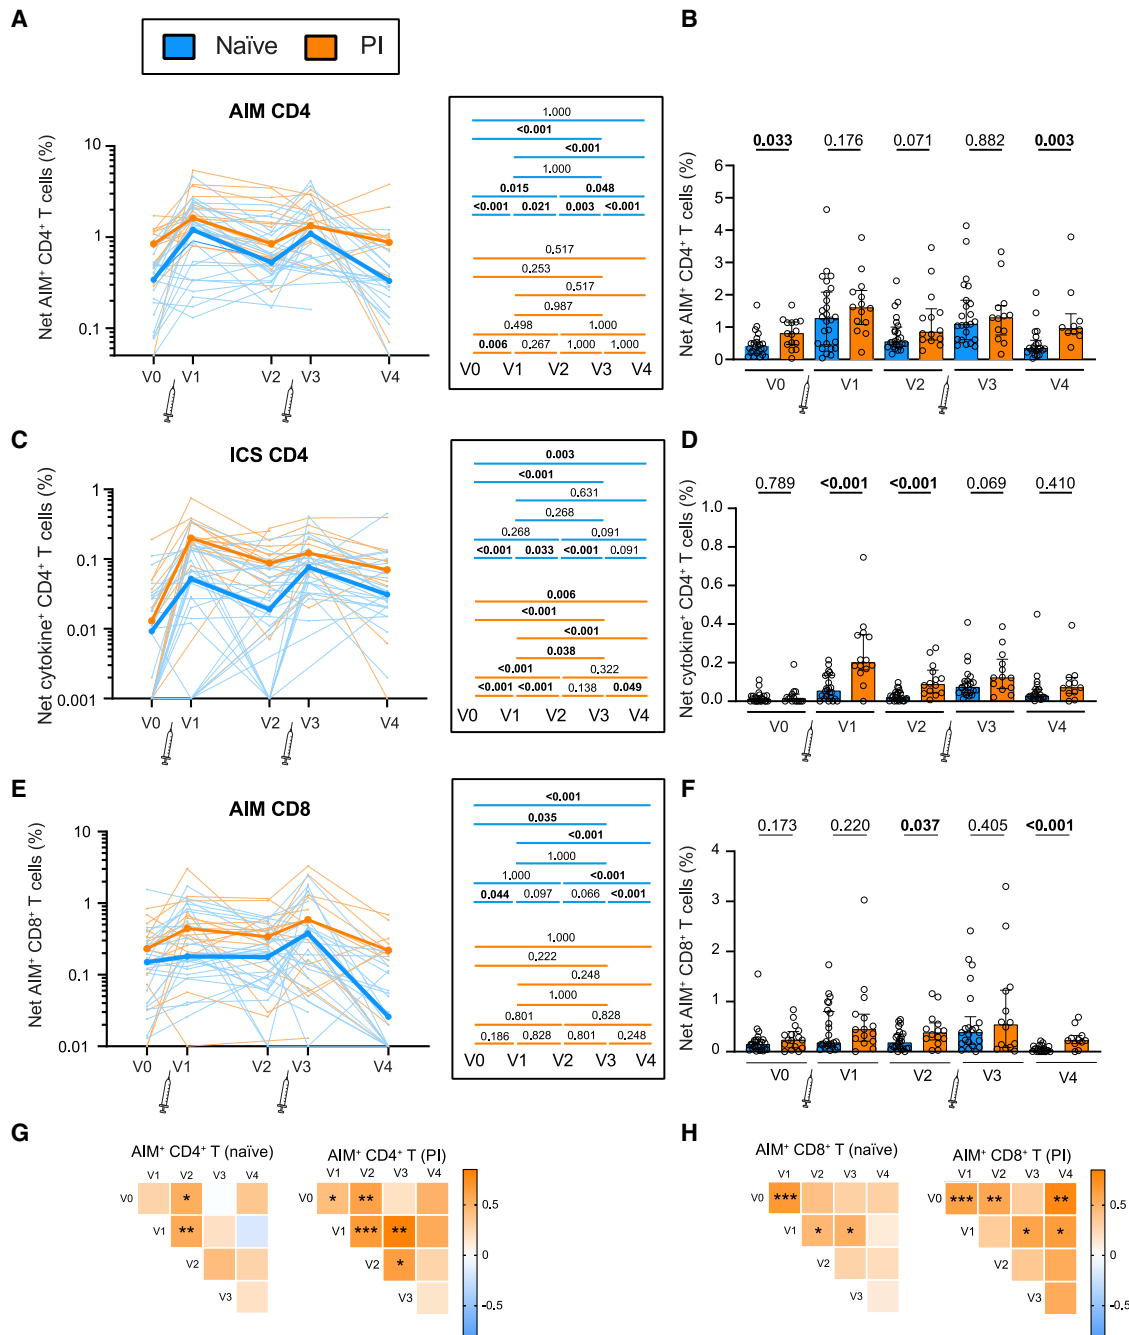 A
B
Naïve
PI
AIM CD4
Net AIM⁺ CD4⁺ T cells (%)
10
1
0.1
V0 V1 V2 V3 V4
1.000
<0.001
<0.001
1.000
0.015 0.048
<0.001 0.021 0.003 <0.001
0.517
0.253
0.517
0.987
0.498 1.000
0.006 0.267 1.000 1.000
V0 V1 V2 V3 V4
0.033 0.176 0.071 0.882 0.003
Net AIM⁺ CD4⁺ T cells (%)
6
5
4
3
2
1
0
V0 V1 V2 V3 V4
C
D
ICS CD4
Net cytokine⁺ CD4⁺ T cells (%)
1
0.1
0.01
0.001
V0 V1 V2 V3 V4
0.003
<0.001
0.631
0.268
0.268 0.091
<0.001 0.033 <0.001 0.091
0.006
<0.001
<0.001
0.038
<0.001 0.322
<0.001 <0.001 0.138 0.049
V0 V1 V2 V3 V4
0.789 <0.001 <0.001 0.069 0.410
Net cytokine⁺ CD4⁺ T cells (%)
1.0
0.8
0.6
0.4
0.2
0.0
V0 V1 V2 V3 V4
E
F
AIM CD8
Net AIM⁺ CD8⁺ T cells (%)
10
1
0.1
0.01
V0 V1 V2 V3 V4
<0.001
0.035
<0.001
1.000
1.000 <0.001
0.044 0.097 0.066 <0.001
1.000
0.222
0.248
1.000
0.801 0.828
0.186 0.828 0.801 0.248
V0 V1 V2 V3 V4
0.173 0.220 0.037 0.405 <0.001
Net AIM⁺ CD8⁺ T cells (%)
4
3
2
1
0
V0 V1 V2 V3 V4
G
AIM⁺ CD4⁺ T (naïve)
V1 V2 V3 V4
V0 *
V1 **
V2
V3
AIM⁺ CD4⁺ T (PI)
V1 V2 V3 V4
V0 * **
V1 *** **
V2 *
V3
0.5
0
-0.5
H
AIM⁺ CD8⁺ T (naïve)
V1 V2 V3 V4
V0 ***
V1 * *
V2
V3
AIM⁺ CD8⁺ T (PI)
V1 V2 V3 V4
V0 *** ** **
V1 * *
V2
V3
0.5
0
-0.5